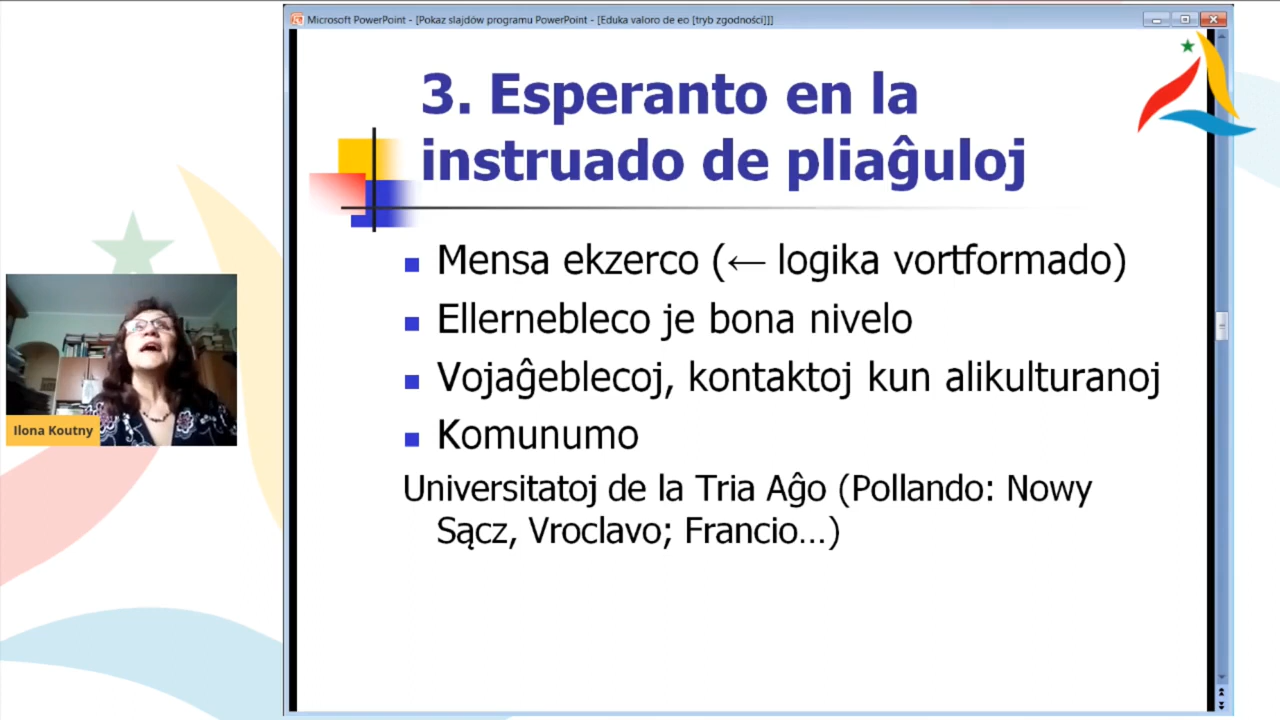 Microsoft PowerPoint - [Pokaz slajdów programu PowerPoint - [Eduka valoro de eo [tryb zgodności]]]
3. Esperanto en la
instruado de pliaĝuloj
Mensa ekzerco (← logika vortformado)
Ellernebleco je bona nivelo
Vojaĝeblecoj, kontaktoj kun alikulturanoj
Komunumo
Universitatoj de la Tria Aĝo (Pollando: Nowy
Sącz, Vroclavo; Francio...)
Ilona Koutny